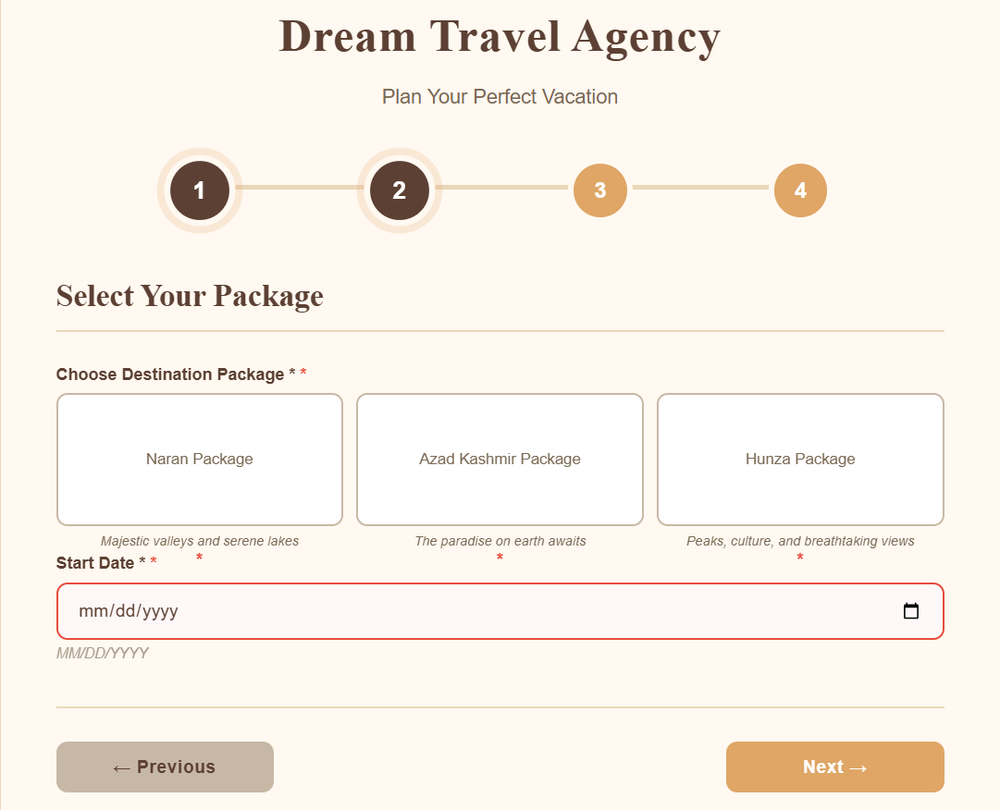 Dream Travel Agency
Plan Your Perfect Vacation
1 2 3 4
Select Your Package
Choose Destination Package * *
Naran Package Azad Kashmir Package Hunza Package
Majestic valleys and serene lakes The paradise on earth awaits Peaks, culture, and breathtaking views
* * *
Start Date * *
mm/dd/yyyy
MM/DD/YYYY
← Previous Next →